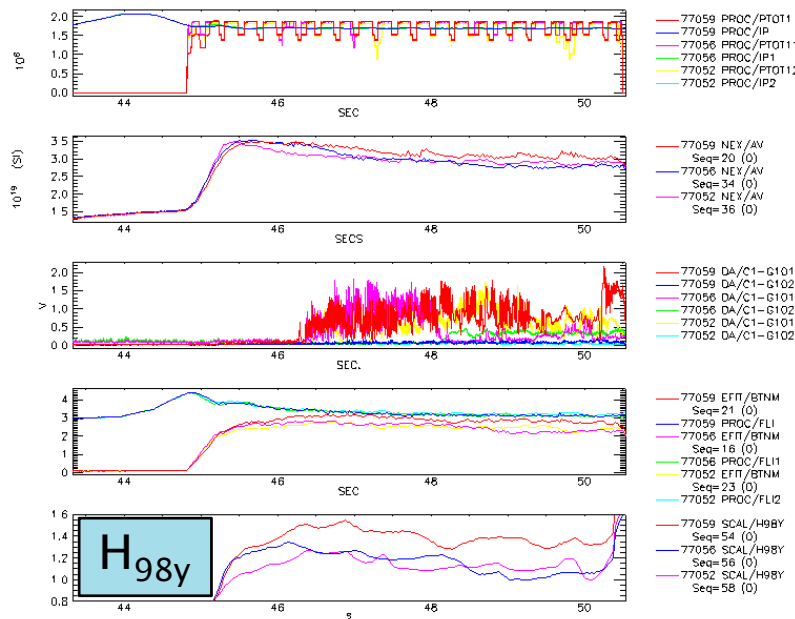 2.0
1.5
1.0
0.5
0.0
10⁶
44
46
48
50
SEC
77059 PROC/PTOT1
77059 PROC/IP
77056 PROC/PTOT11
77056 PROC/IP1
77052 PROC/PTOT12
77052 PROC/IP2
3.5
3.0
2.5
2.0
1.5
10¹⁹ (SI)
44
46
48
50
SECS
77059 NEX/AV
Seq=20 (0)
77056 NEX/AV
Seq=34 (0)
77052 NEX/AV
Seq=36 (0)
2.0
1.5
1.0
0.5
0.0
V
44
46
48
50
SEC.
77059 DA/C1-G101
77059 DA/C1-G102
77056 DA/C1-G101
77056 DA/C1-G102
77052 DA/C1-G101
77052 DA/C1-G102
4
3
2
1
0
44
46
48
50
SEC
77059 EFIT/BTNM
Seq=21 (0)
77059 PROC/FLI
77056 EFIT/BTNM
Seq=16 (0)
77056 PROC/FLI1
77052 EFIT/BTNM
Seq=23 (0)
77052 PROC/FLI2
1.6
1.4
1.2
1.0
0.8
H98y
44
46
48
50
s
77059 SCAL/H98Y
Seq=54 (0)
77056 SCAL/H98Y
Seq=56 (0)
77052 SCAL/H98Y
Seq=58 (0)